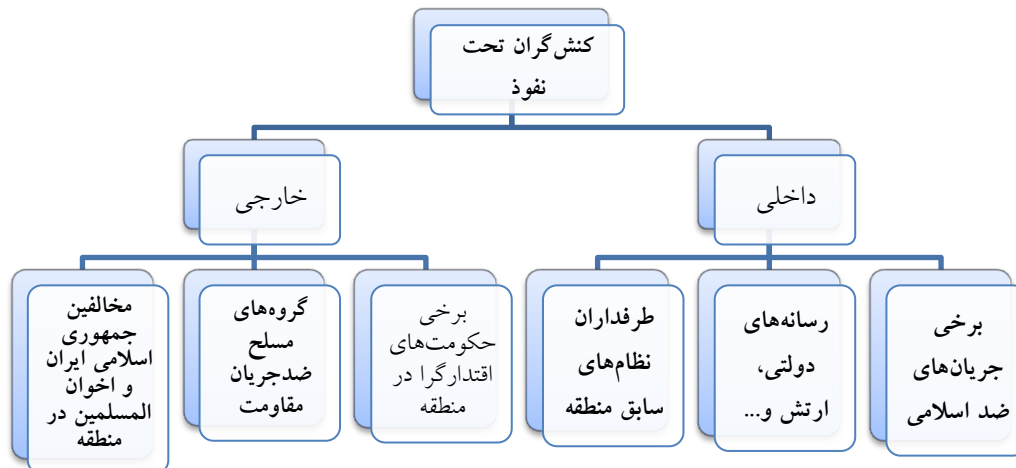 کنش‌گران تحت
نفوذ
داخلی
خارجی
برخی
جریان‌های
ضد اسلامی
رسانه‌های
دولتی،
ارتش و...
طرفداران
نظام‌های
سابق منطقه
برخی
حکومت‌های
اقتدارگرا در
منطقه
گروه‌های
مسلح
ضدجریان
مقاومت
مخالفین
جمهوری
اسلامی ایران
و اخوان
المسلمین در
منطقه